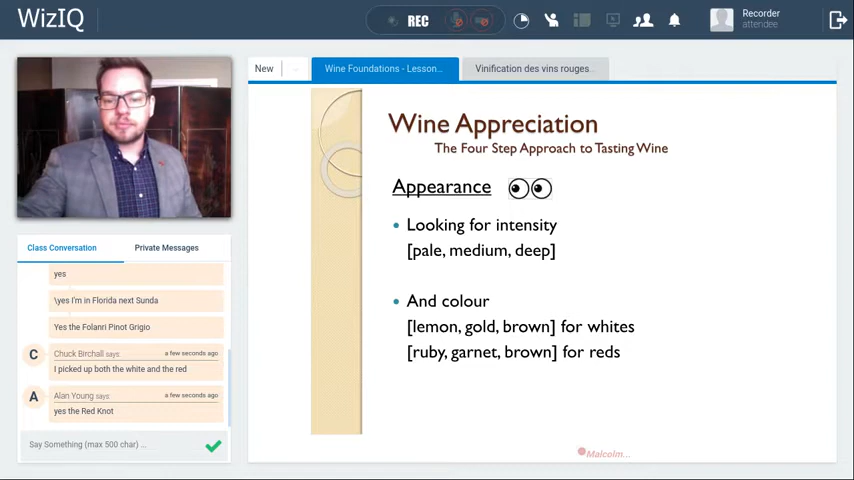 WizIQ
REC
Recorder
attendee
New
Wine Foundations - Lesson...
Vinification des vins rouges...
Wine Appreciation
The Four Step Approach to Tasting Wine
Appearance
Looking for intensity
[pale, medium, deep]
And colour
[lemon, gold, brown] for whites
[ruby, garnet, brown] for reds
Malcolm...
Class Conversation
Private Messages
yes
\yes I'm in Florida next Sunda
Yes the Folanri Pinot Grigio
C
Chuck Birchall says:
a few seconds ago
I picked up both the white and the red
A
Alan Young says:
a few seconds ago
yes the Red Knot
Say Something (max 500 char) ...